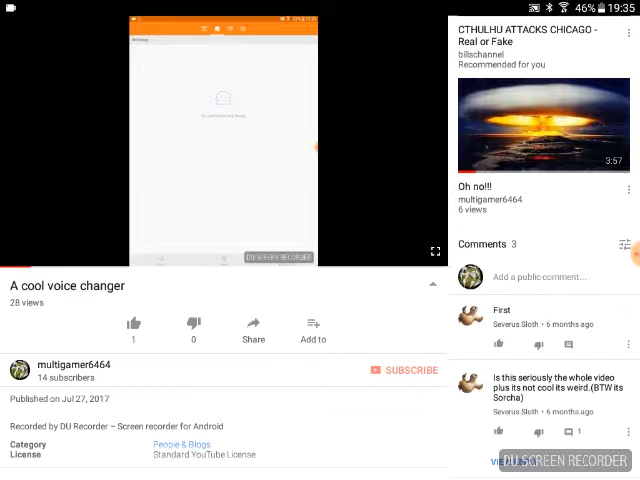 46% 19:35
DU SCREEN RECORDER
A cool voice changer
28 views
1
0
Share
Add to
multigamer6464
14 subscribers
SUBSCRIBE
Published on Jul 27, 2017
Recorded by DU Recorder – Screen recorder for Android
Category People & Blogs
License Standard YouTube License
CTHULHU ATTACKS CHICAGO -
Real or Fake
billschannel
Recommended for you
3:57
Oh no!!!
multigamer6464
6 views
Comments 3
Add a public comment...
First
Severus Sloth • 6 months ago
Is this seriously the whole video
plus its not cool its weird.(BTW its
Sorcha)
Severus Sloth • 6 months ago
1
DU SCREEN RECORDER